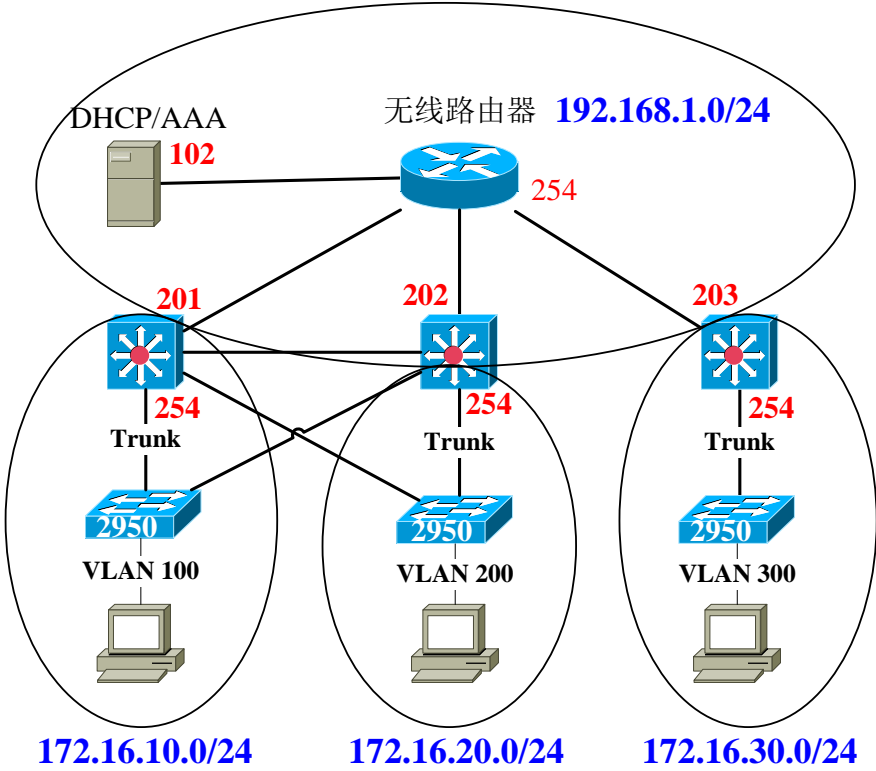 DHCP/AAA
102
无线路由器 192.168.1.0/24
254
201
202
203
254
254
254
Trunk
Trunk
Trunk
2950
2950
2950
VLAN 100
VLAN 200
VLAN 300
172.16.10.0/24
172.16.20.0/24
172.16.30.0/24